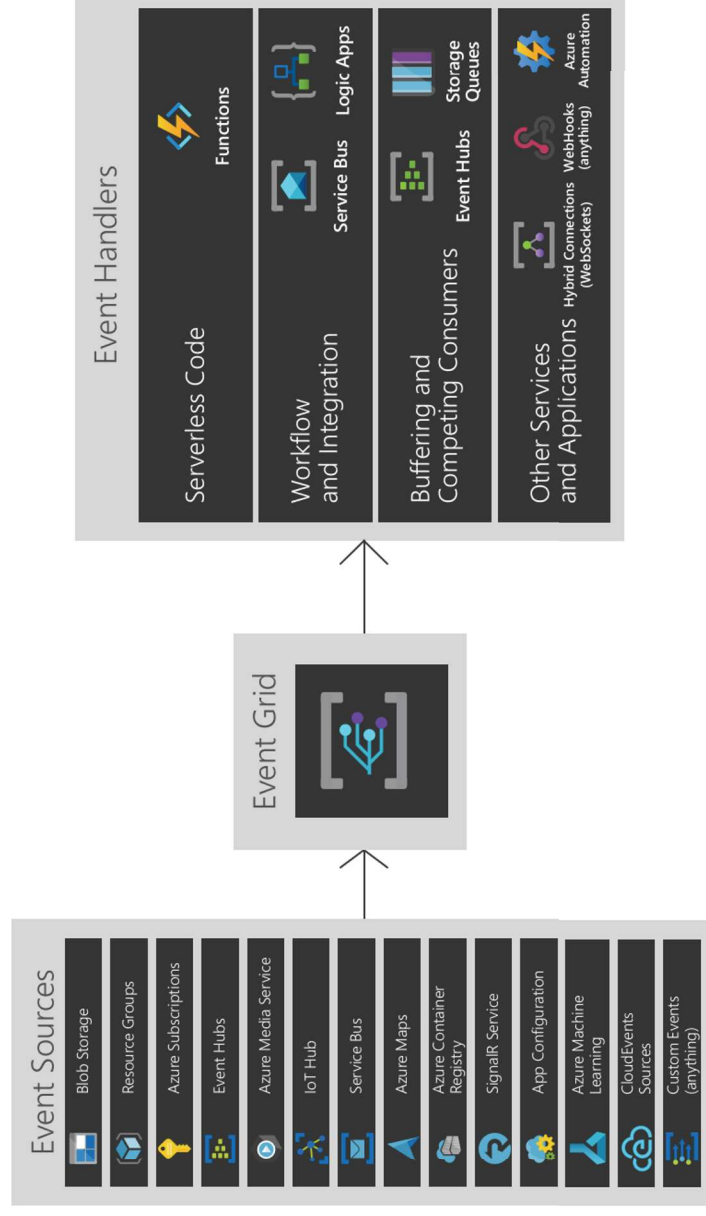 Event Sources
Blob Storage
Resource Groups
Azure Subscriptions
Event Hubs
Azure Media Service
IoT Hub
Service Bus
Azure Maps
Azure Container
Registry
SignalR Service
App Configuration
Azure Machine
Learning
CloudEvents
Sources
Custom Events
(anything)
Event Grid
Event Handlers
Serverless Code
Functions
Workflow
and Integration
Service Bus
Logic Apps
Buffering and
Competing Consumers
Event Hubs
Storage
Queues
Other Services
and Applications
Hybrid Connections
(WebSockets)
WebHooks
(anything)
Azure
Automation